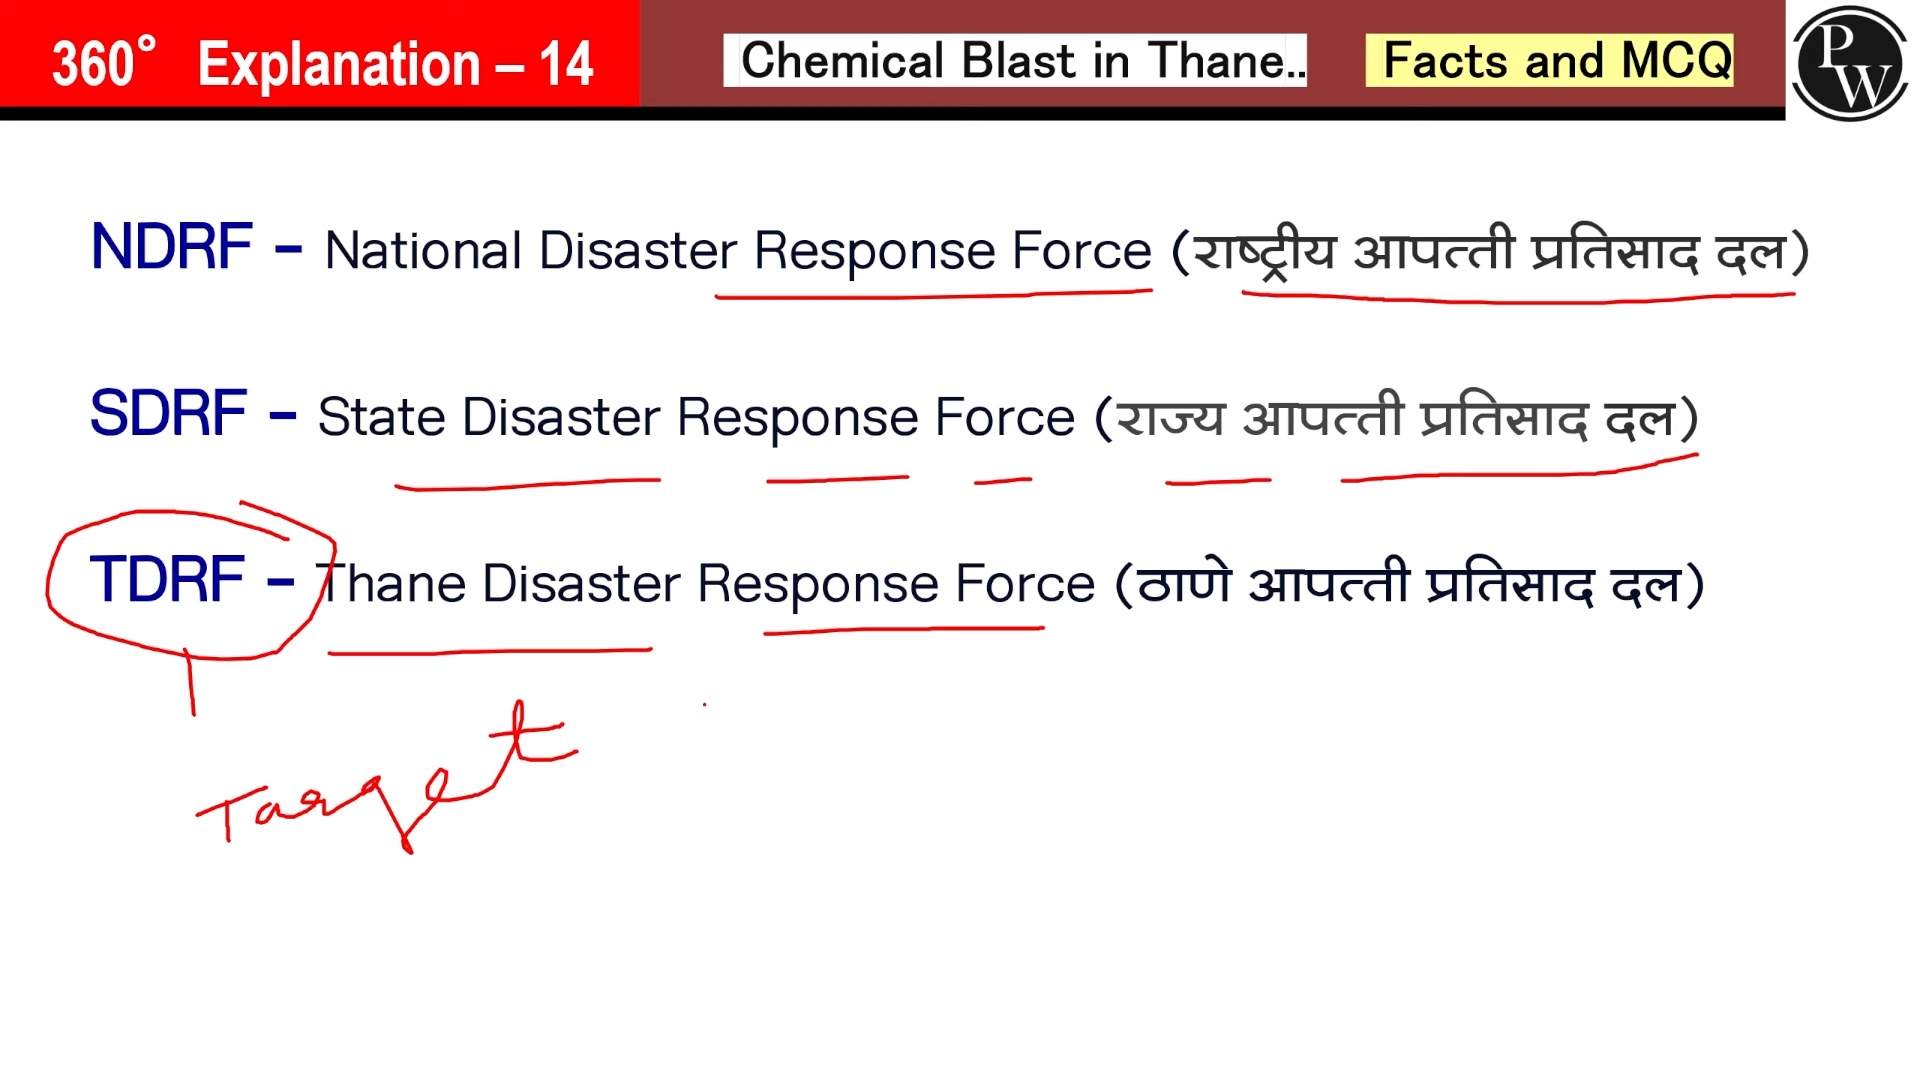 360° Explanation – 14 Chemical Blast in Thane.. Facts and MCQ PW
NDRF – National Disaster Response Force (राष्ट्रीय आपत्ती प्रतिसाद दल)
SDRF – State Disaster Response Force (राज्य आपत्ती प्रतिसाद दल)
TDRF – Thane Disaster Response Force (ठाणे आपत्ती प्रतिसाद दल)
Target